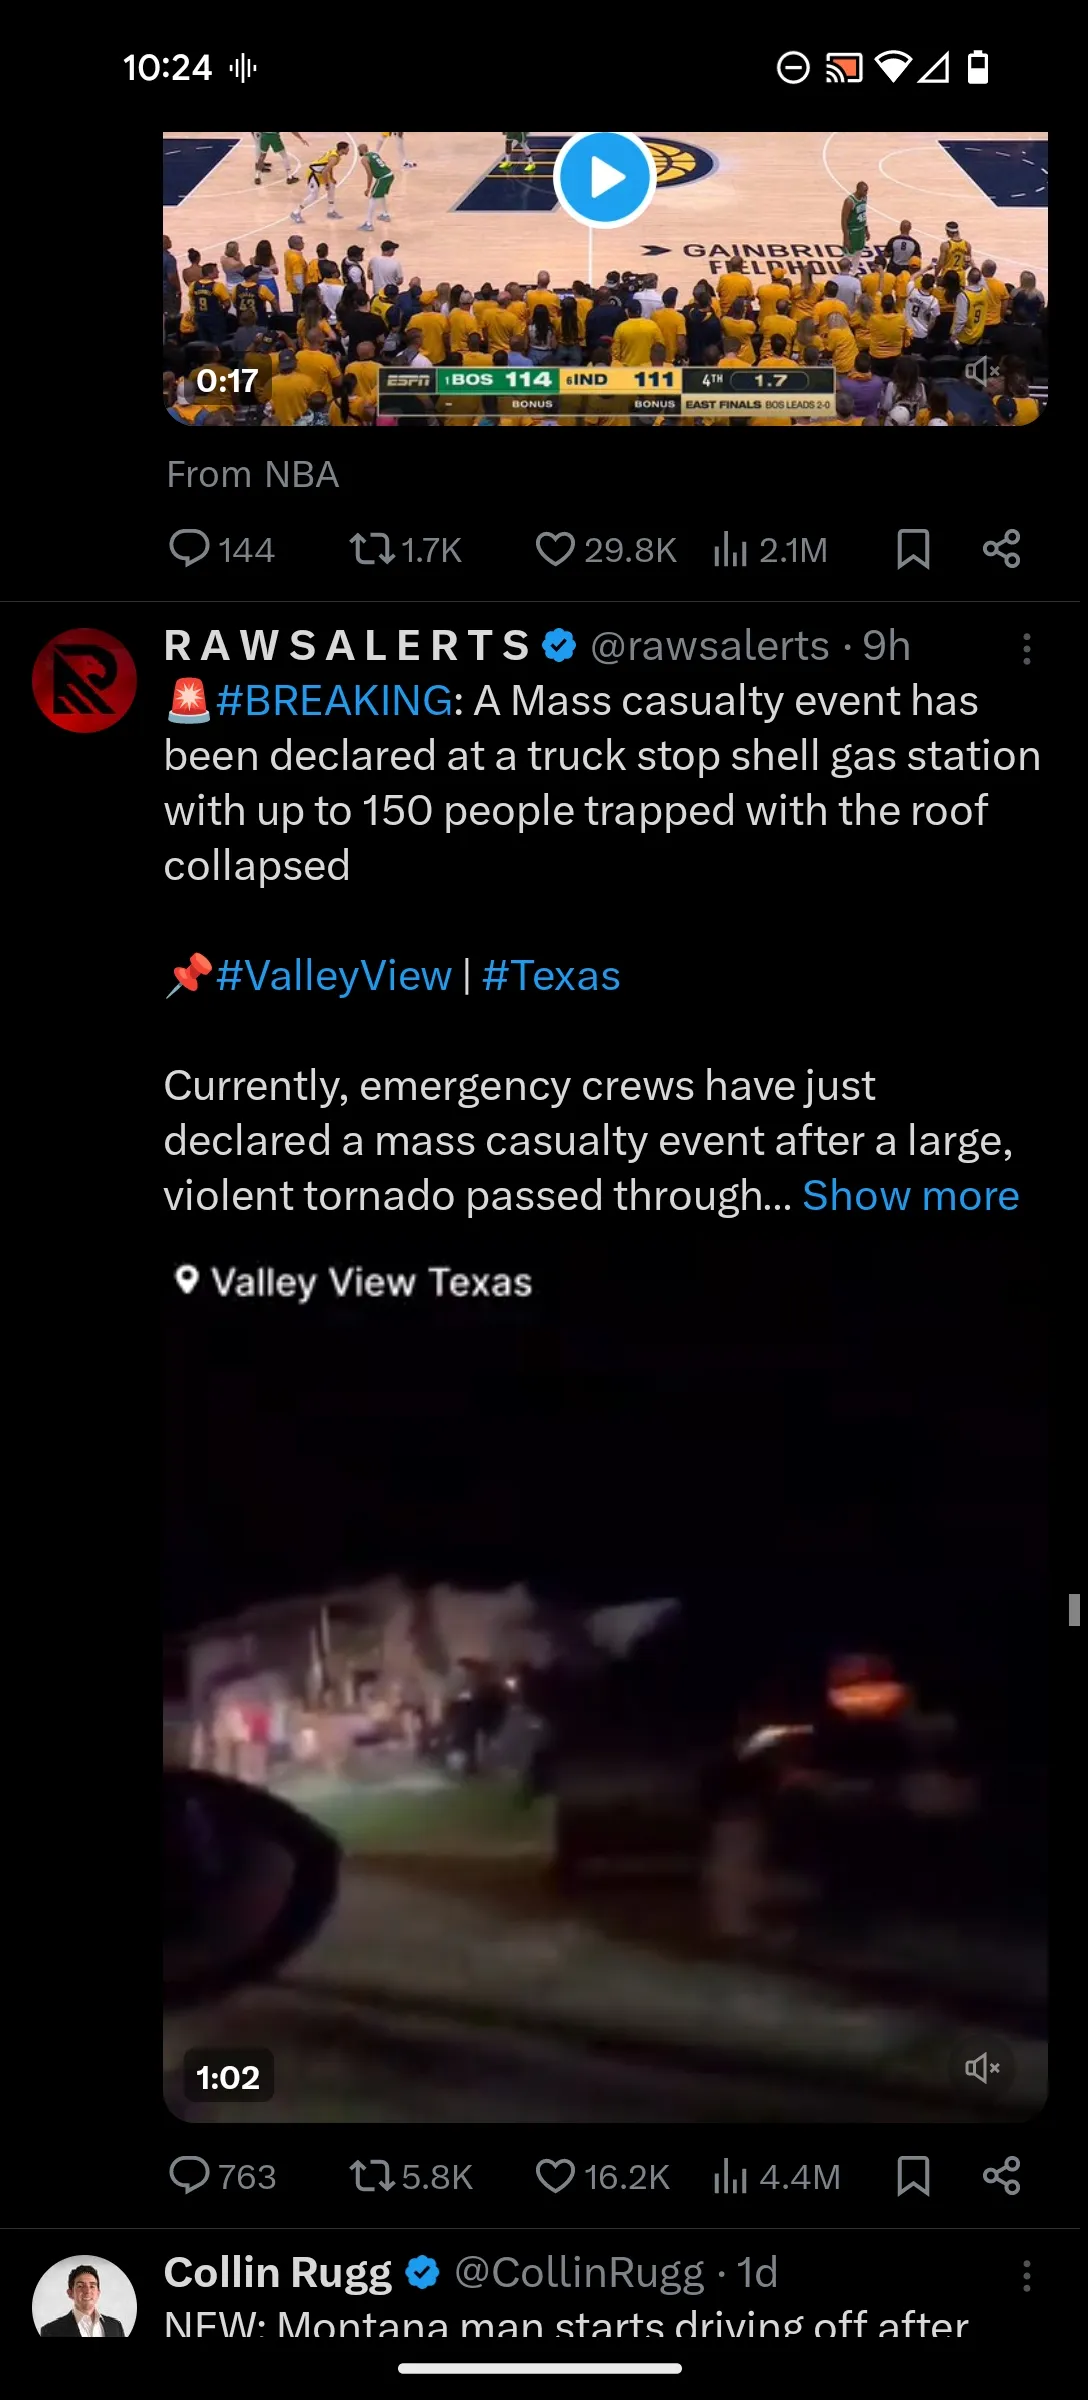 10:24
GAINBRIDGE
FIELDHOUSE
0:17
ESPN 1 BOS 114 6 IND 111 4TH 1.7
- BONUS BONUS EAST FINALS BOS LEADS 2-0
From NBA
144 1.7K 29.8K 2.1M
R A W S A L E R T S @rawsalerts · 9h
🚨#BREAKING: A Mass casualty event has
been declared at a truck stop shell gas station
with up to 150 people trapped with the roof
collapsed
📌#ValleyView | #Texas
Currently, emergency crews have just
declared a mass casualty event after a large,
violent tornado passed through... Show more
Valley View Texas
1:02
763 5.8K 16.2K 4.4M
Collin Rugg @CollinRugg · 1d
NEW: Montana man starts driving off after